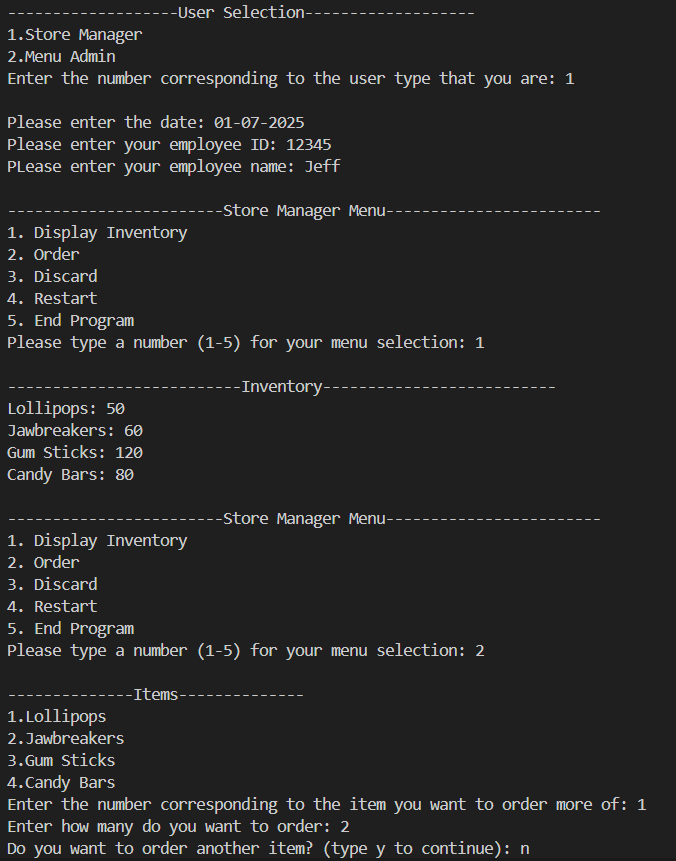 -------------------User Selection-------------------
1.Store Manager
2.Menu Admin
Enter the number corresponding to the user type that you are: 1
Please enter the date: 01-07-2025
Please enter your employee ID: 12345
PLease enter your employee name: Jeff
------------------------Store Manager Menu------------------------
1. Display Inventory
2. Order
3. Discard
4. Restart
5. End Program
Please type a number (1-5) for your menu selection: 1
--------------------------Inventory--------------------------
Lollipops: 50
Jawbreakers: 60
Gum Sticks: 120
Candy Bars: 80
------------------------Store Manager Menu------------------------
1. Display Inventory
2. Order
3. Discard
4. Restart
5. End Program
Please type a number (1-5) for your menu selection: 2
--------------Items--------------
1.Lollipops
2.Jawbreakers
3.Gum Sticks
4.Candy Bars
Enter the number corresponding to the item you want to order more of: 1
Enter how many do you want to order: 2
Do you want to order another item? (type y to continue): n